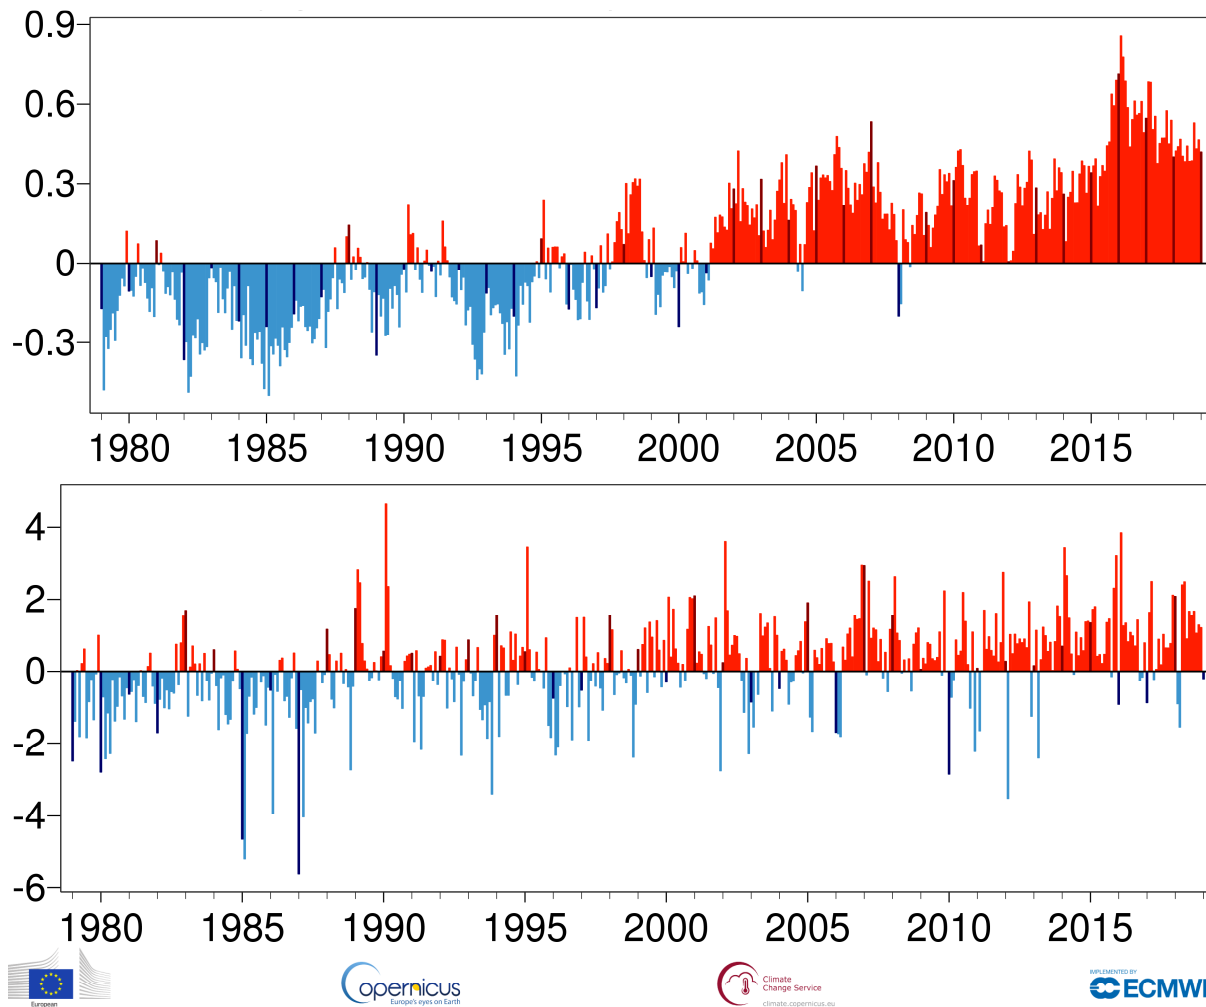 0.9
0.6
0.3
0
-0.3
1980 1985 1990 1995 2000 2005 2010 2015
4
2
0
-2
-4
-6
1980 1985 1990 1995 2000 2005 2010 2015
European
opernicus
Europe's eyes on Earth
Climate
Change Service
climate.copernicus.eu
IMPLEMENTED BY
ECMWF